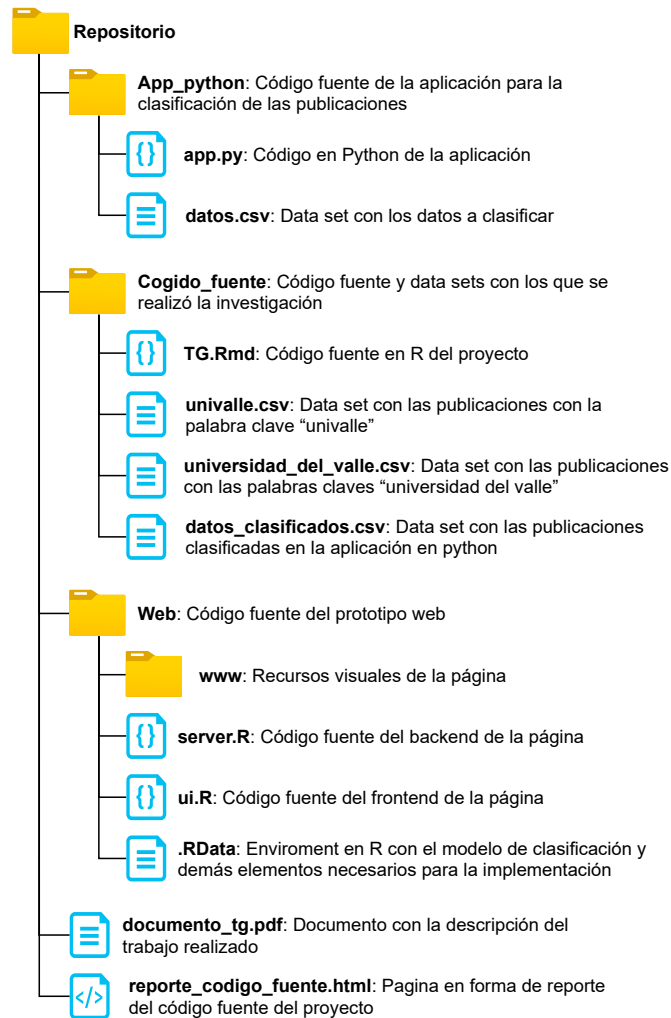 Repositorio
App_python: Código fuente de la aplicación para la
clasificación de las publicaciones
app.py: Código en Python de la aplicación
datos.csv: Data set con los datos a clasificar
Cogido_fuente: Código fuente y data sets con los que se
realizó la investigación
TG.Rmd: Código fuente en R del proyecto
univalle.csv: Data set con las publicaciones con la
palabra clave “univalle”
universidad_del_valle.csv: Data set con las publicaciones
con las palabras claves “universidad del valle”
datos_clasificados.csv: Data set con las publicaciones
clasificadas en la aplicación en python
Web: Código fuente del prototipo web
www: Recursos visuales de la página
server.R: Código fuente del backend de la página
ui.R: Código fuente del frontend de la página
.RData: Enviroment en R con el modelo de clasificación y
demás elementos necesarios para la implementación
documento_tg.pdf: Documento con la descripción del
trabajo realizado
reporte_codigo_fuente.html: Pagina en forma de reporte
del código fuente del proyecto